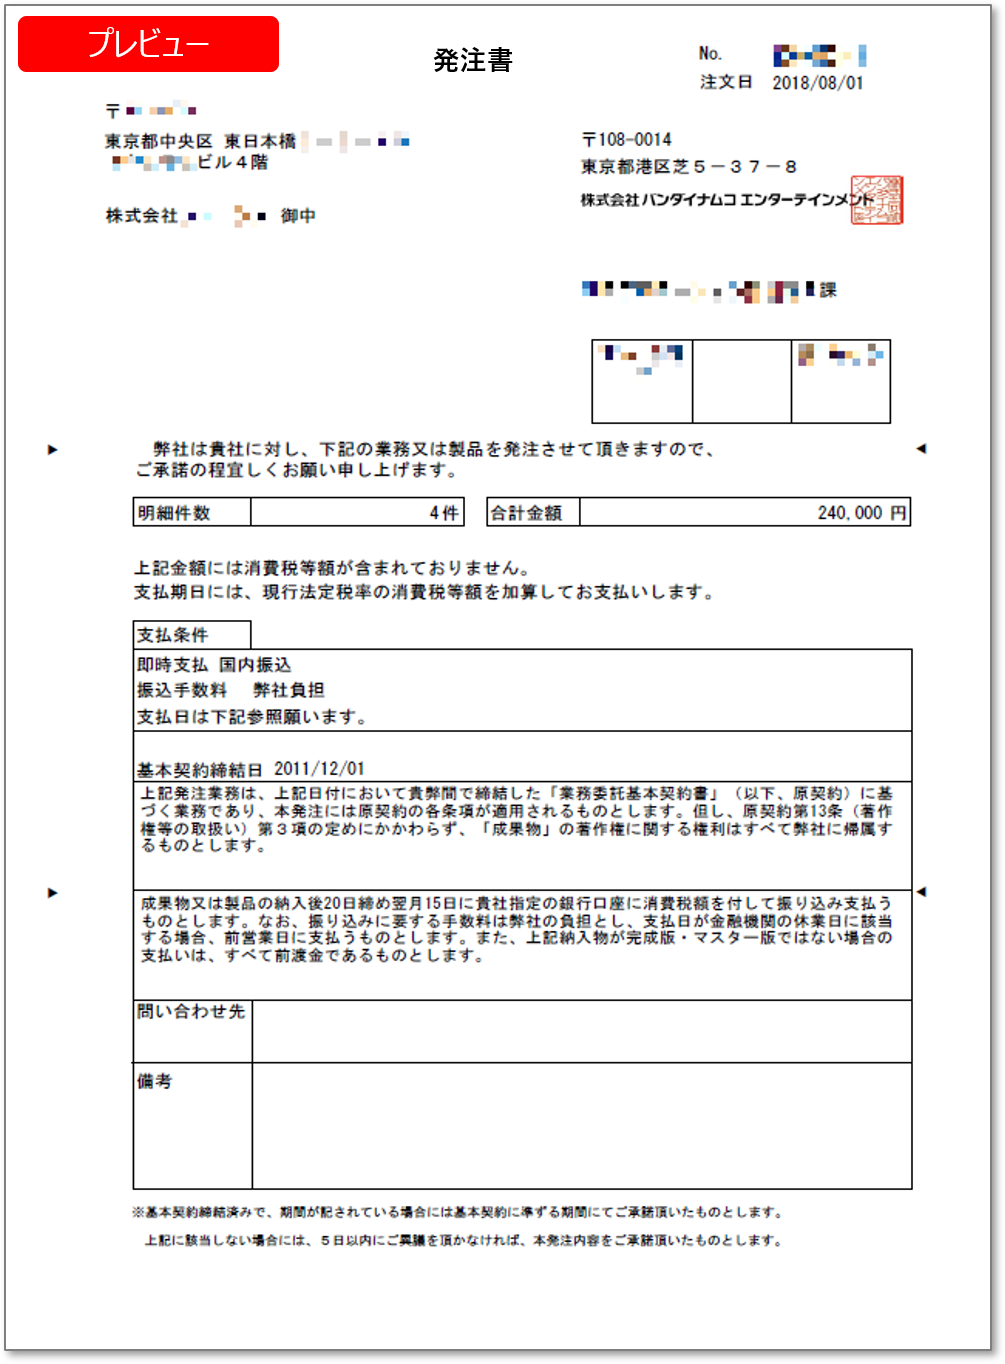 プレビュー
発注書
No.
注文日 2018/08/01
〒
東京都中央区 東日本橋
ビル４階
株式会社 御中
〒108-0014
東京都港区芝５－３７－８
株式会社 バンダイナムコ エンターテインメント
課
弊社は貴社に対し、下記の業務又は製品を発注させて頂きますので、
ご承諾の程宜しくお願い申し上げます。
明細件数 4件 合計金額 240,000 円
上記金額には消費税等額が含まれておりません。
支払期日には、現行法定税率の消費税等額を加算してお支払いします。
支払条件
即時支払 国内振込
振込手数料 弊社負担
支払日は下記参照願います。
基本契約締結日 2011/12/01
上記発注業務は、上記日付において貴弊間で締結した「業務委託基本契約書」（以下、原契約）に基
づく業務であり、本発注には原契約の各条項が適用されるものとします。但し、原契約第13条（著作
権等の取扱い）第３項の定めにかかわらず、「成果物」の著作権に関する権利はすべて弊社に帰属す
るものとします。
成果物又は製品の納入後20日締め翌月15日に貴社指定の銀行口座に消費税額を付して振り込み支払う
ものとします。なお、振り込みに要する手数料は弊社の負担とし、支払日が金融機関の休業日に該当
する場合、前営業日に支払うものとします。また、上記納入物が完成版・マスター版ではない場合の
支払いは、すべて前渡金であるものとします。
問い合わせ先
備考
※基本契約締結済みで、期間が記されている場合には基本契約に準ずる期間にてご承諾頂いたものとします。
上記に該当しない場合には、５日以内にご異議を頂かなければ、本発注内容をご承諾頂いたものとします。